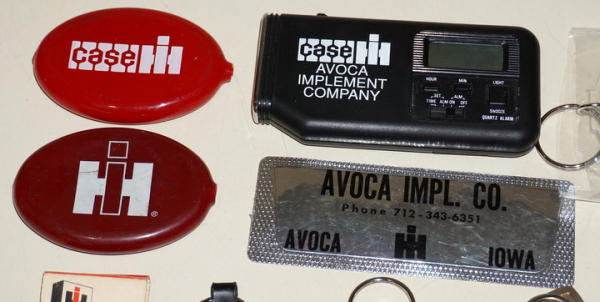 case IH
case IH
AVOCA
IMPLEMENT
COMPANY
HOUR MIN LIGHT
SET ALM
TIME ALM ON OFF
SNOOZE
QUARTZ ALARM
IH ®
AVOCA IMPL. CO.
Phone 712-343-6351
AVOCA IH IOWA
IH